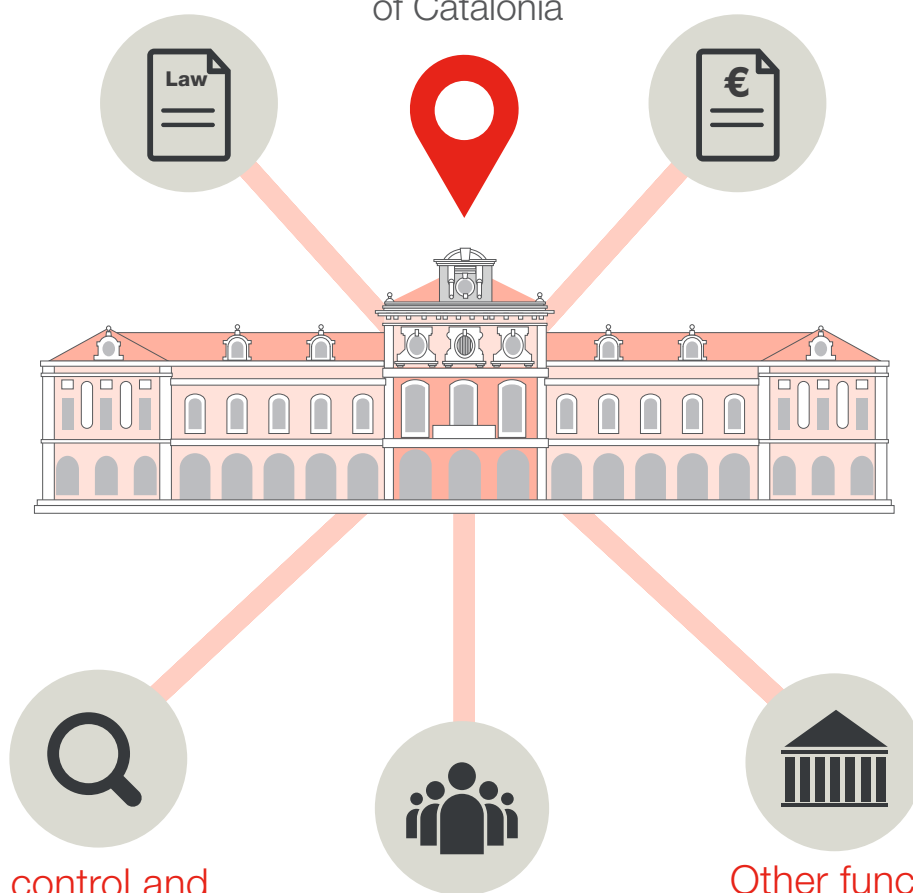 of Catalonia
Law
€
control and
Other func